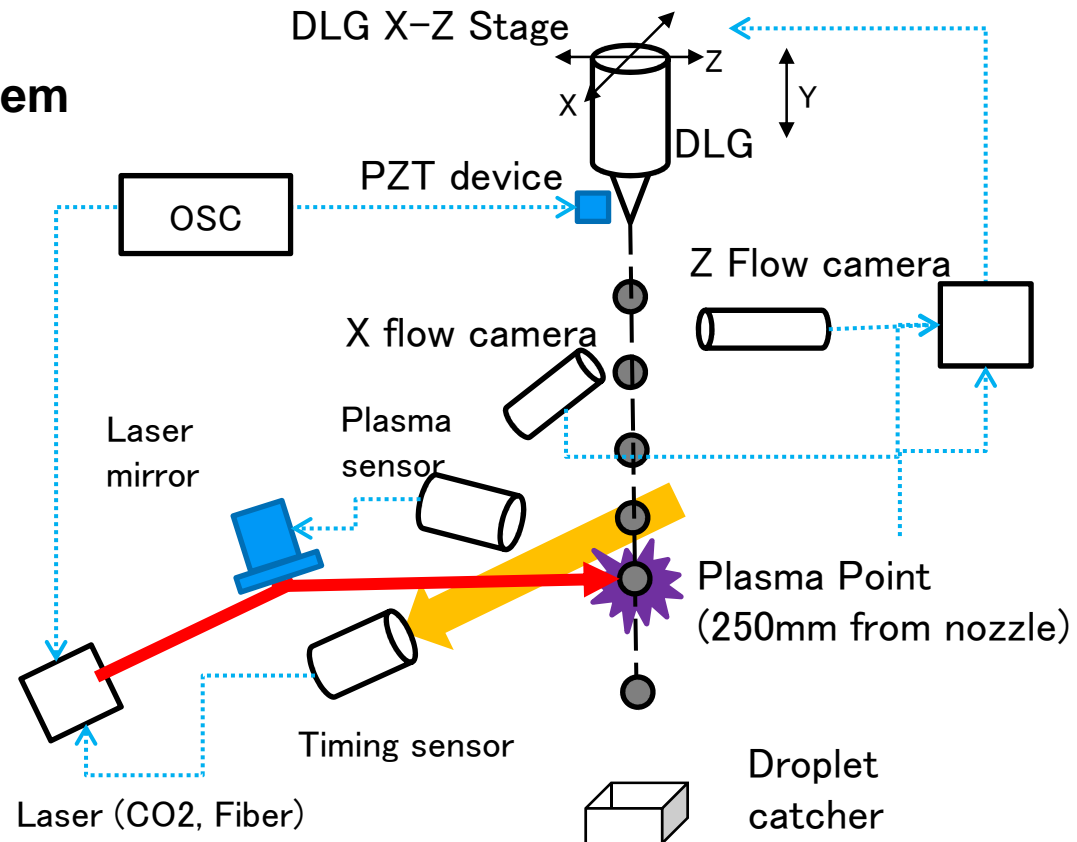 DLG X-Z Stage
em
Z
X
Y
DLG
PZT device
OSC
Z Flow camera
X flow camera
Laser
mirror
Plasma
sensor
Plasma Point
(250mm from nozzle)
Timing sensor
Laser (CO2, Fiber)
Droplet
catcher